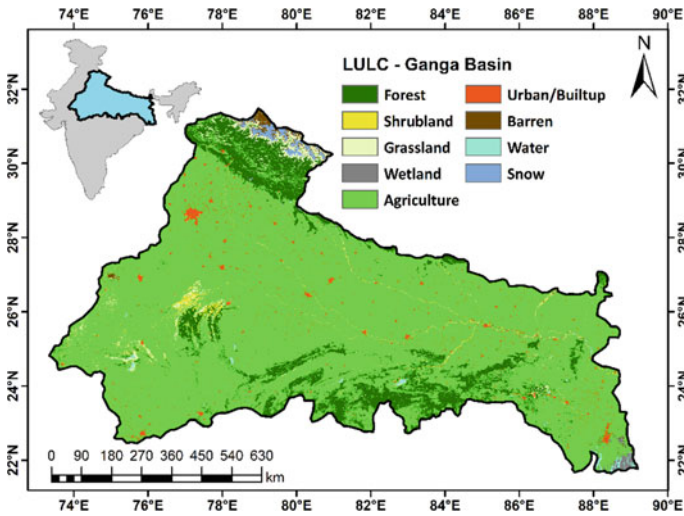 74°E 76°E 78°E 80°E 82°E 84°E 86°E 88°E 90°E
LULC - Ganga Basin
N
Forest Urban/Builtup
Shrubland Barren
Grassland Water
Wetland Snow
Agriculture
32°N 32°N
30°N 30°N
28°N 28°N
26°N 26°N
24°N 24°N
22°N 22°N
0 90 180 270 360 450 540 630
km
74°E 76°E 78°E 80°E 82°E 84°E 86°E 88°E 90°E